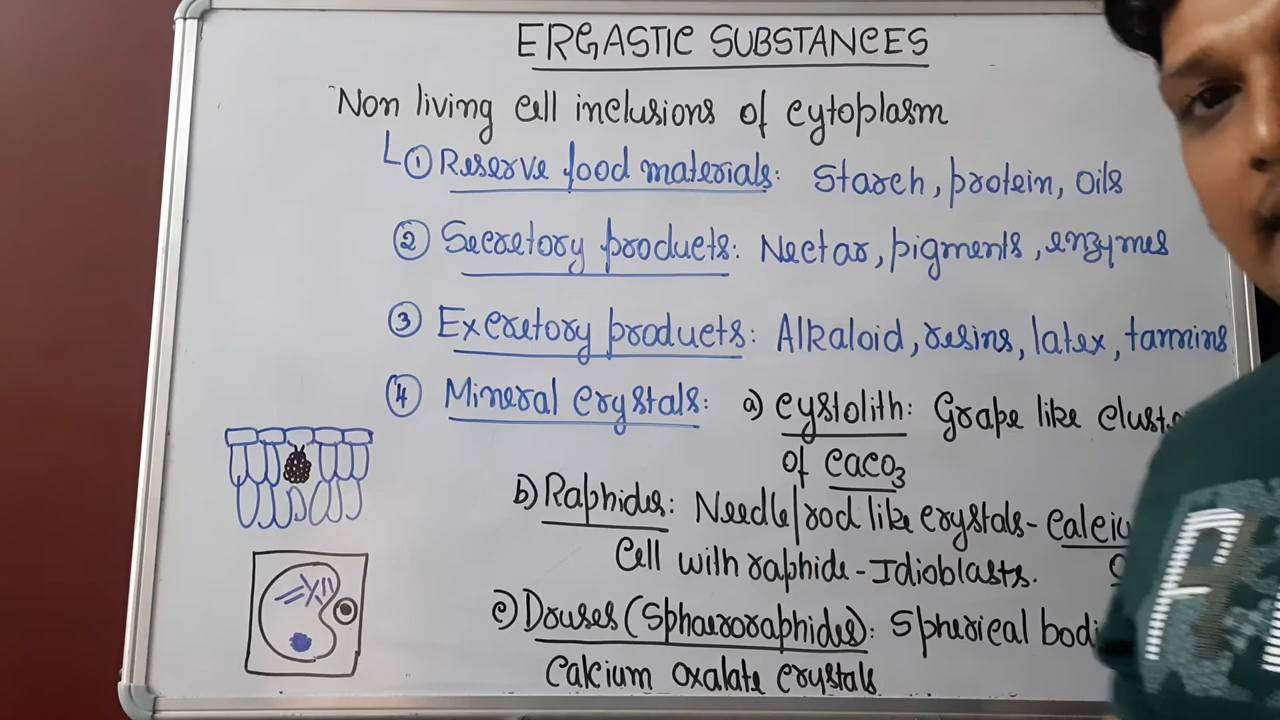 ERGASTIC SUBSTANCES
Non living cell inclusions of cytoplasm
① Reserve food materials: Starch, protein, oils
② Secretory products: Nectar, pigments, enzymes
③ Excretory products: Alkaloid, resins, latex, tannins
④ Mineral crystals: a) cystolith: Grape like
of CaCO₃
b) Raphides: Needle/rod like crystals-
Cell with raphide - Idioblasts.
c) Druses (Sphaeroraphides): Spherical
Calcium oxalate crystals